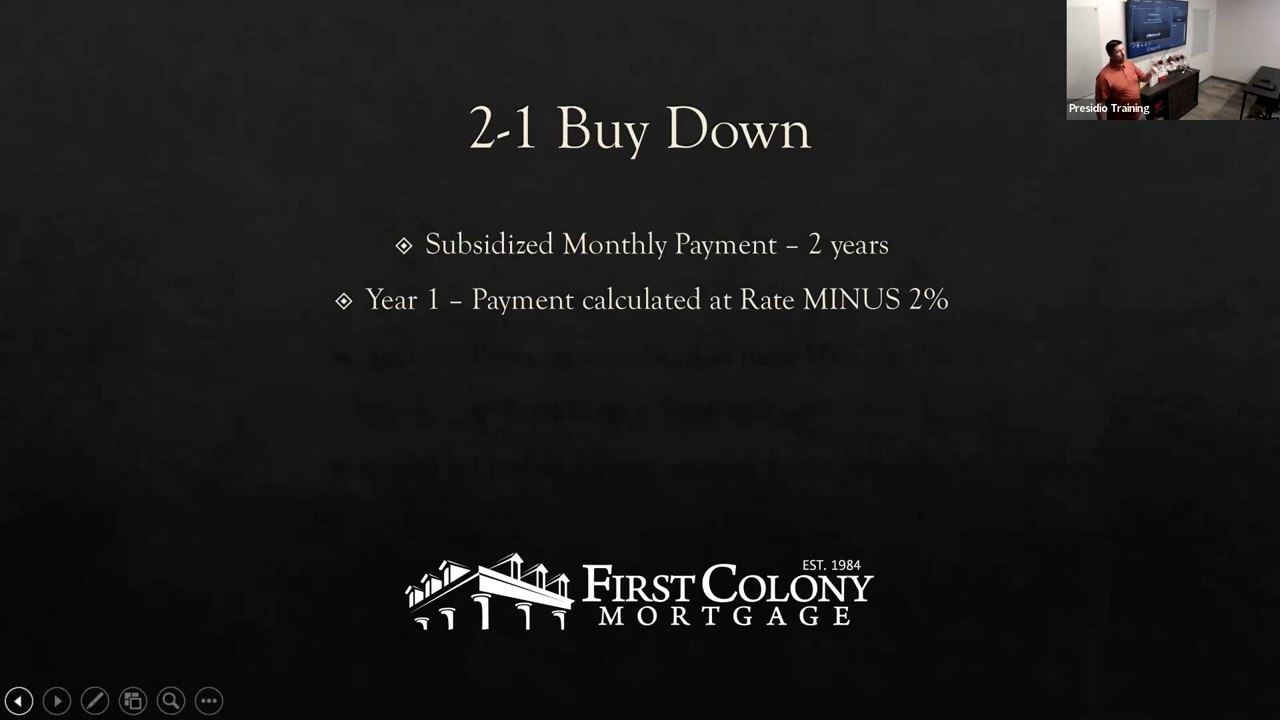 2-1 Buy Down
Subsidized Monthly Payment – 2 years
Year 1 – Payment calculated at Rate MINUS 2%
EST. 1984
FIRST COLONY
MORTGAGE
Presidio Training